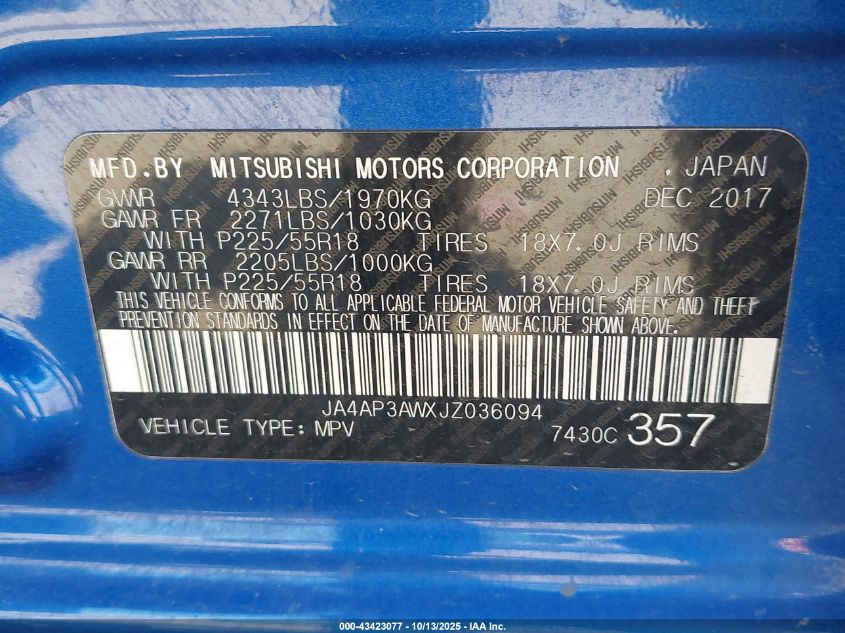 MFD.BY MITSUBISHI MOTORS CORPORATION , JAPAN
GVWR 4343LBS/1970KG DEC 2017
GAWR FR 2271LBS/1030KG
WITH P225/55R18 TIRES 18X7.0J RIMS
GAWR RR 2205LBS/1000KG
WITH P225/55R18 TIRES 18X7.0J RIMS
THIS VEHICLE CONFORMS TO ALL APPLICABLE FEDERAL MOTOR VEHICLE SAFETY AND THEFT
PREVENTION STANDARDS IN EFFECT ON THE DATE OF MANUFACTURE SHOWN ABOVE.
JA4AP3AWXJZ036094
VEHICLE TYPE: MPV 7430C 357
000-43423077 - 10/13/2025 - IAA Inc.